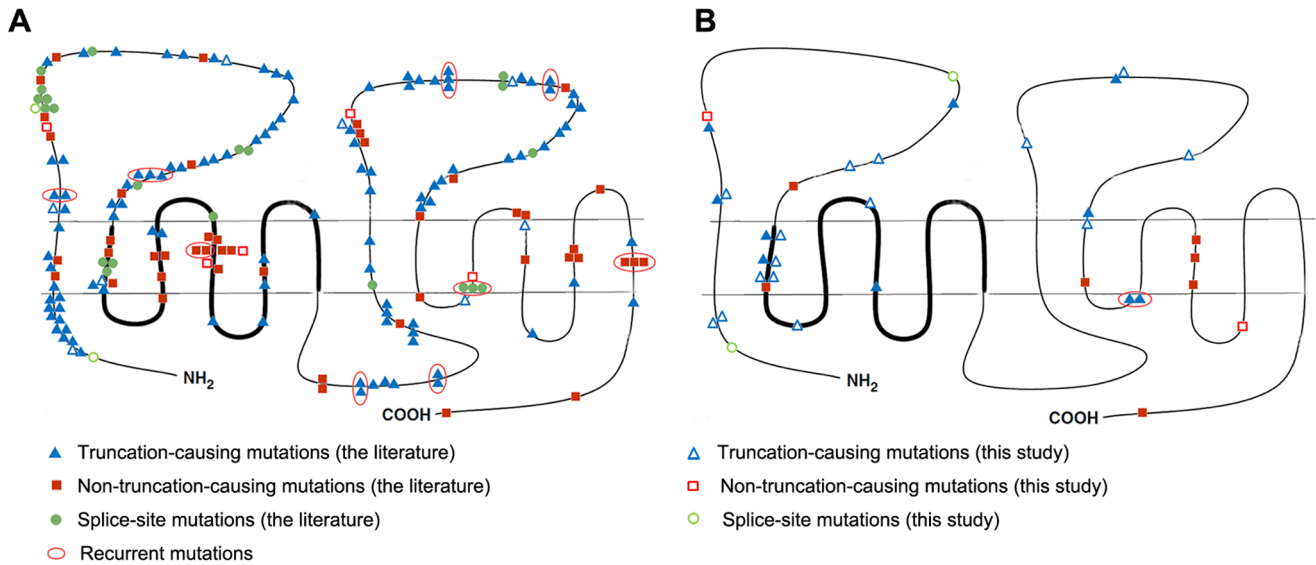 A
B
NH2
NH2
COOH
COOH
Truncation-causing mutations (the literature)
Non-truncation-causing mutations (the literature)
Splice-site mutations (the literature)
Recurrent mutations
Truncation-causing mutations (this study)
Non-truncation-causing mutations (this study)
Splice-site mutations (this study)